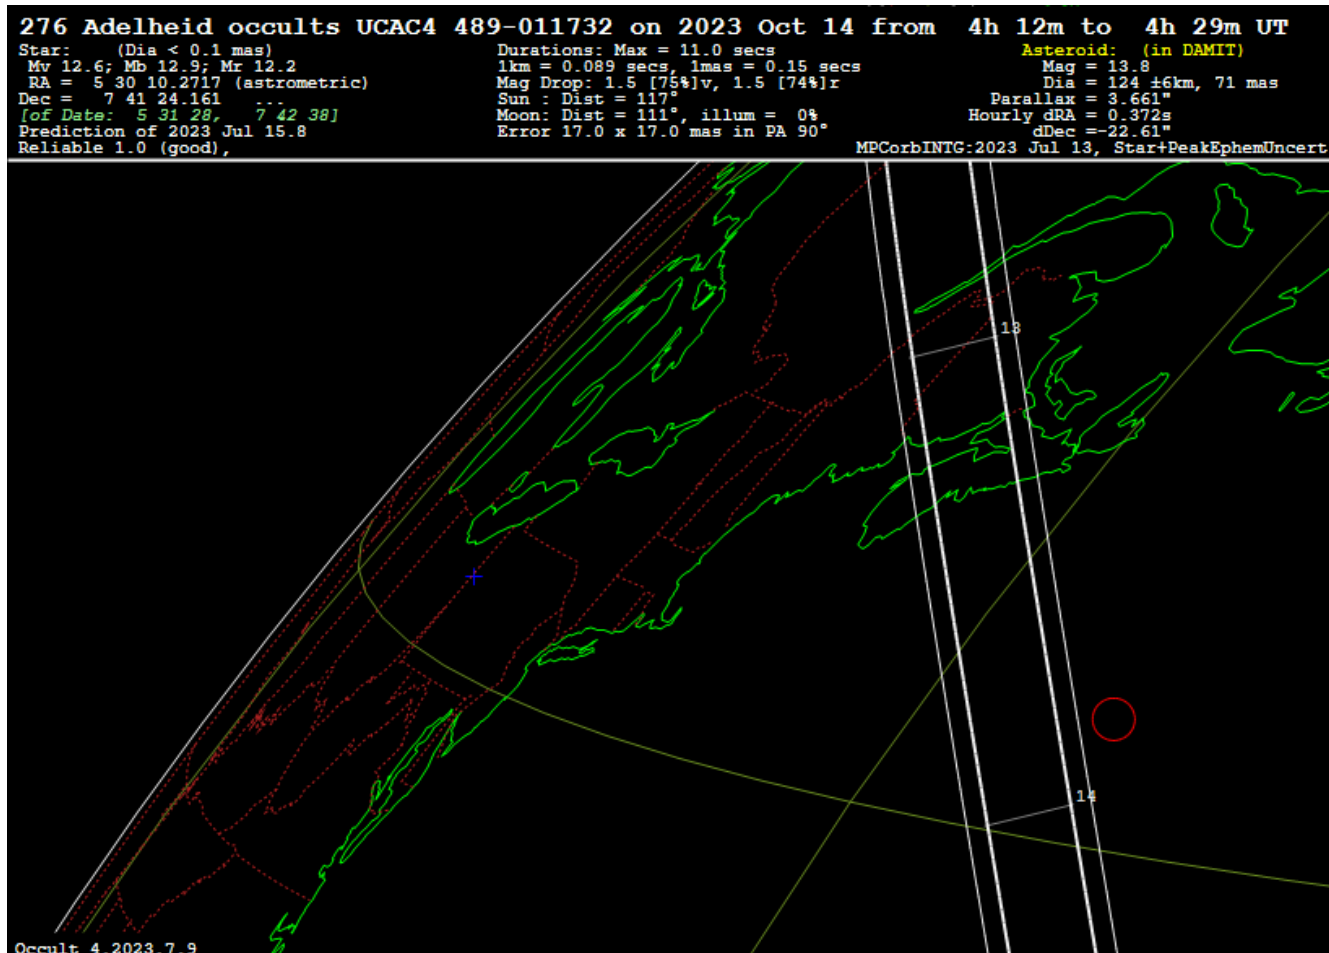 276 Adelheid occults UCAC4 489-011732 on 2023 Oct 14 from  4h 12m to  4h 29m UT
Star:    (Dia < 0.1 mas)
Mv 12.6; Mb 12.9; Mr 12.2
RA =  5 30 10.2717 (astrometric)
Dec =  7 41 24.161  ...
[of Date:  5 31 28,  7 42 38]
Prediction of 2023 Jul 15.8
Reliable 1.0 (good),
Durations: Max = 11.0 secs
1km = 0.089 secs, 1mas = 0.15 secs
Mag Drop: 1.5 [75%]v, 1.5 [74%]r
Sun : Dist = 117°
Moon: Dist = 111°, illum =  0%
Error 17.0 x 17.0 mas in PA 90°
Asteroid:  (in DAMIT)
Mag = 13.8
Dia = 124 ±6km, 71 mas
Parallax = 3.661"
Hourly dRA = 0.372s
dDec =-22.61"
MPCorbINTG:2023 Jul 13, Star+PeakEphemUncert
13
14
Occult 4.2023.7.9